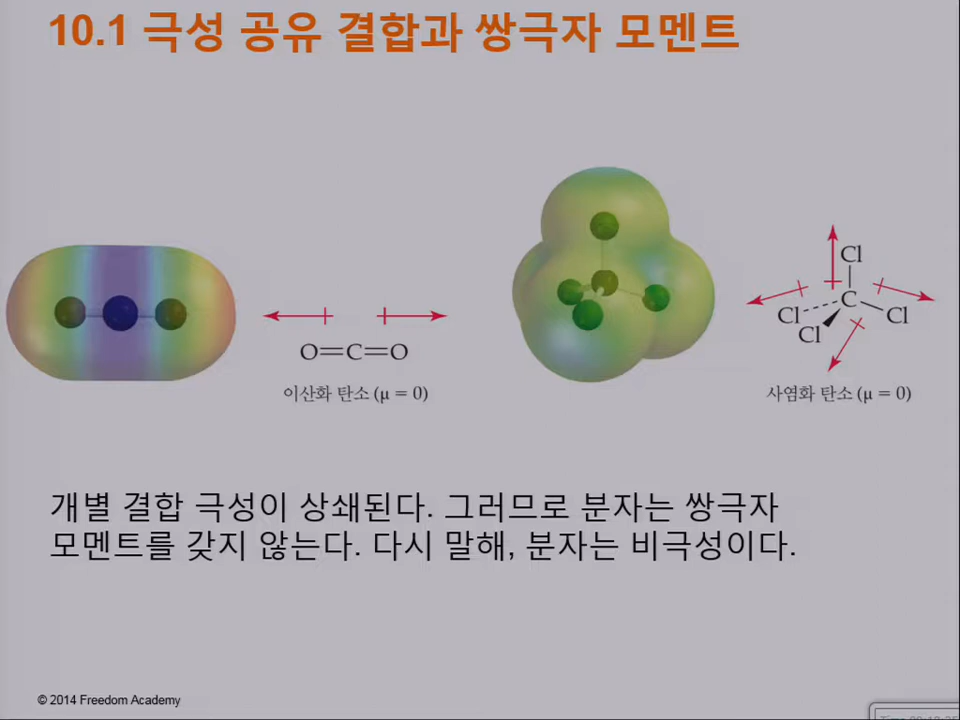 10.1 극성 공유 결합과 쌍극자 모멘트
O=C=O
이산화 탄소 (μ = 0)
Cl
C
Cl
Cl
Cl
사염화 탄소 (μ = 0)
개별 결합 극성이 상쇄된다. 그러므로 분자는 쌍극자
모멘트를 갖지 않는다. 다시 말해, 분자는 비극성이다.
© 2014 Freedom Academy